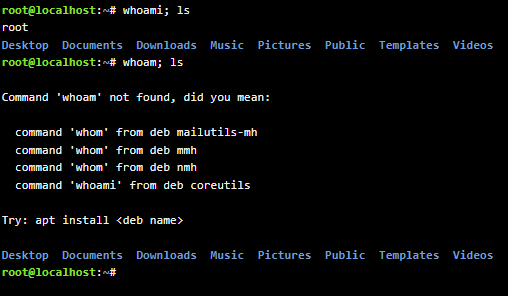 root@localhost:~# whoami; ls
root
Desktop Documents Downloads Music Pictures Public Templates Videos
root@localhost:~# whoam; ls
Command 'whoam' not found, did you mean:
command 'whom' from deb mailutils-mh
command 'whom' from deb mmh
command 'whom' from deb nmh
command 'whoami' from deb coreutils
Try: apt install <deb name>
Desktop Documents Downloads Music Pictures Public Templates Videos
root@localhost:~#